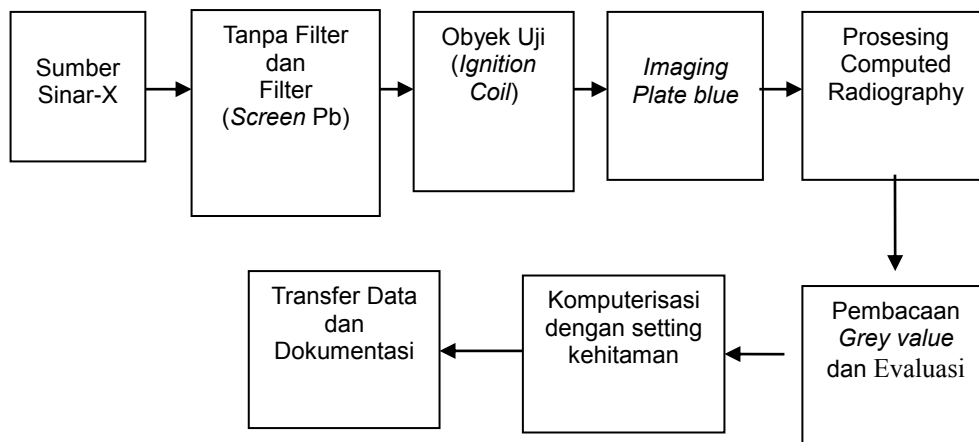 Sumber
Sinar-X
Tanpa Filter
dan
Filter
(Screen Pb)
Obyek Uji
(Ignition
Coil)
Imaging
Plate blue
Prosesing
Computed
Radiography
Pembacaan
Grey value
dan Evaluasi
Komputerisasi
dengan setting
kehitaman
Transfer Data
dan
Dokumentasi